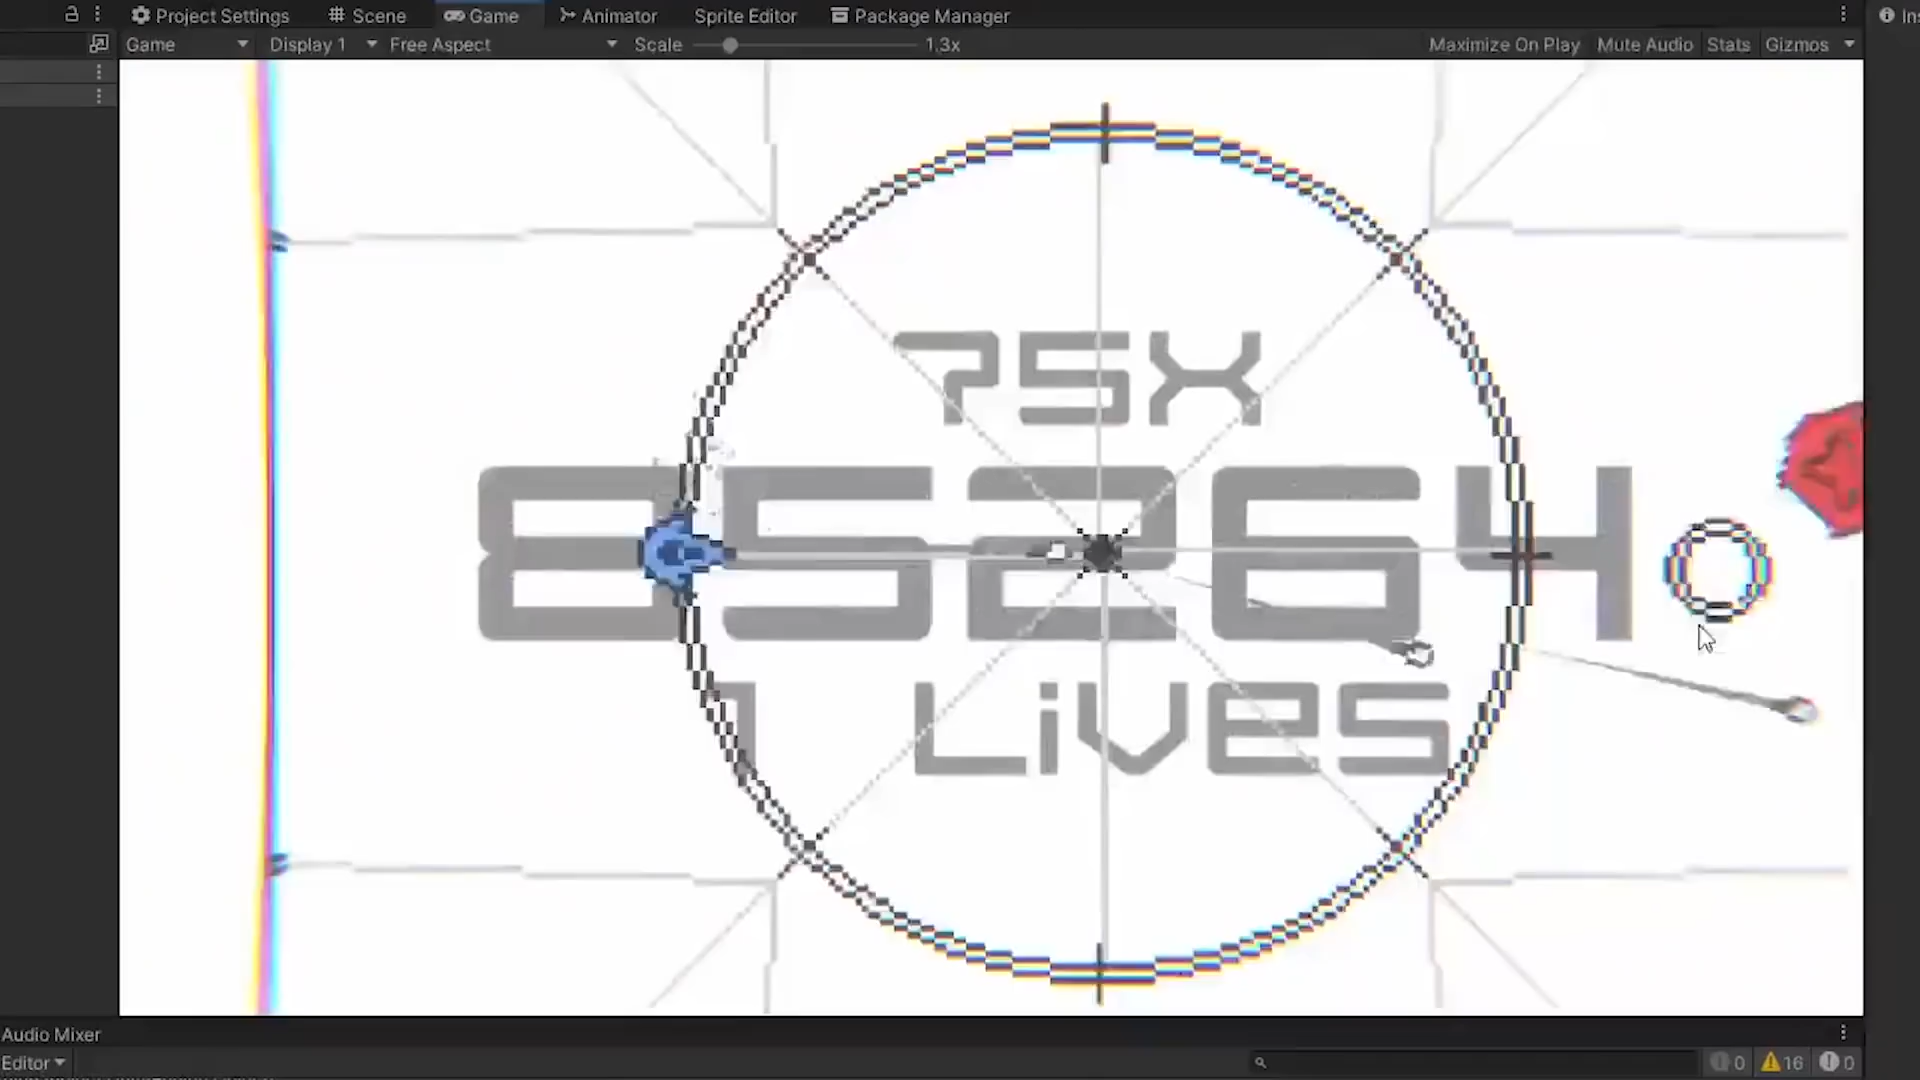 Project Settings Scene Game Animator Sprite Editor Package Manager
Game Display 1 Free Aspect Scale 1.3x Maximize On Play Mute Audio Stats Gizmos
85264
1 Lives
Audio Mixer
Editor 0 16 0